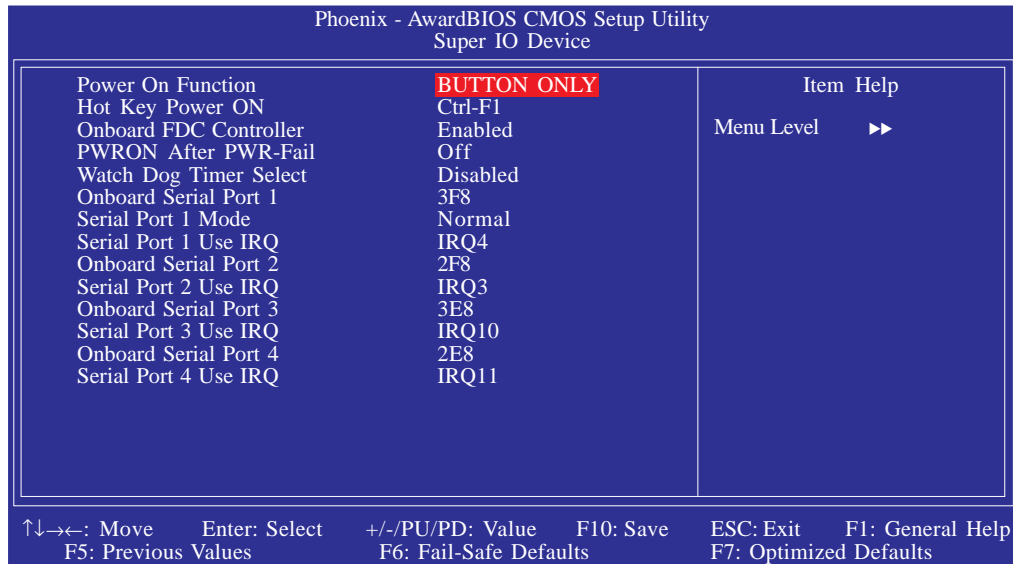 Phoenix - AwardBIOS CMOS Setup Utility
Super IO Device
Power On Function BUTTON ONLY
Hot Key Power ON Ctrl-F1
Onboard FDC Controller Enabled
PWRON After PWR-Fail Off
Watch Dog Timer Select Disabled
Onboard Serial Port 1 3F8
Serial Port 1 Mode Normal
Serial Port 1 Use IRQ IRQ4
Onboard Serial Port 2 2F8
Serial Port 2 Use IRQ IRQ3
Onboard Serial Port 3 3E8
Serial Port 3 Use IRQ IRQ10
Onboard Serial Port 4 2E8
Serial Port 4 Use IRQ IRQ11
Item Help
Menu Level ▶▶
↑↓→←: Move Enter: Select +/-/PU/PD: Value F10: Save ESC: Exit F1: General Help
F5: Previous Values F6: Fail-Safe Defaults F7: Optimized Defaults